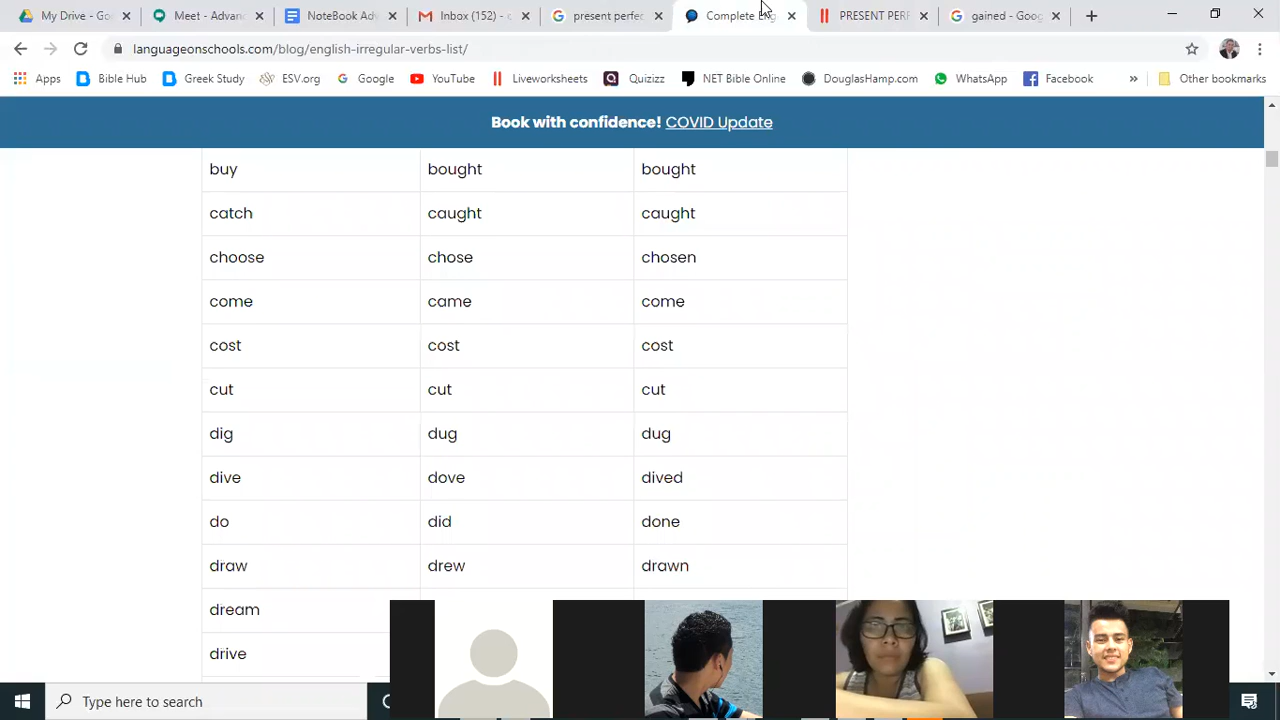 My Drive - Go
Meet - Advan
NoteBook Ad
Inbox (152) - c
present perfec
Complete
PRESENT PER
gained - Goog
languageonschools.com/blog/english-irregular-verbs-list/
Apps Bible Hub Greek Study ESV.org Google YouTube Liveworksheets Quizizz NET Bible Online DouglasHamp.com WhatsApp Facebook » Other bookmarks
Book with confidence! COVID Update
buy bought bought
catch caught caught
choose chose chosen
come came come
cost cost cost
cut cut cut
dig dug dug
dive dove dived
do did done
draw drew drawn
dream
drive
Type here to search